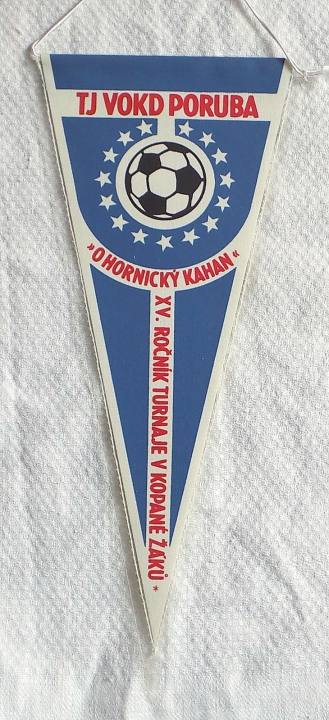 TJ VOKD PORUBA
»O HORNICKÝ KAHAN«
XV. ROČNÍK TURNAJE V KOPANÉ ŽÁKŮ *